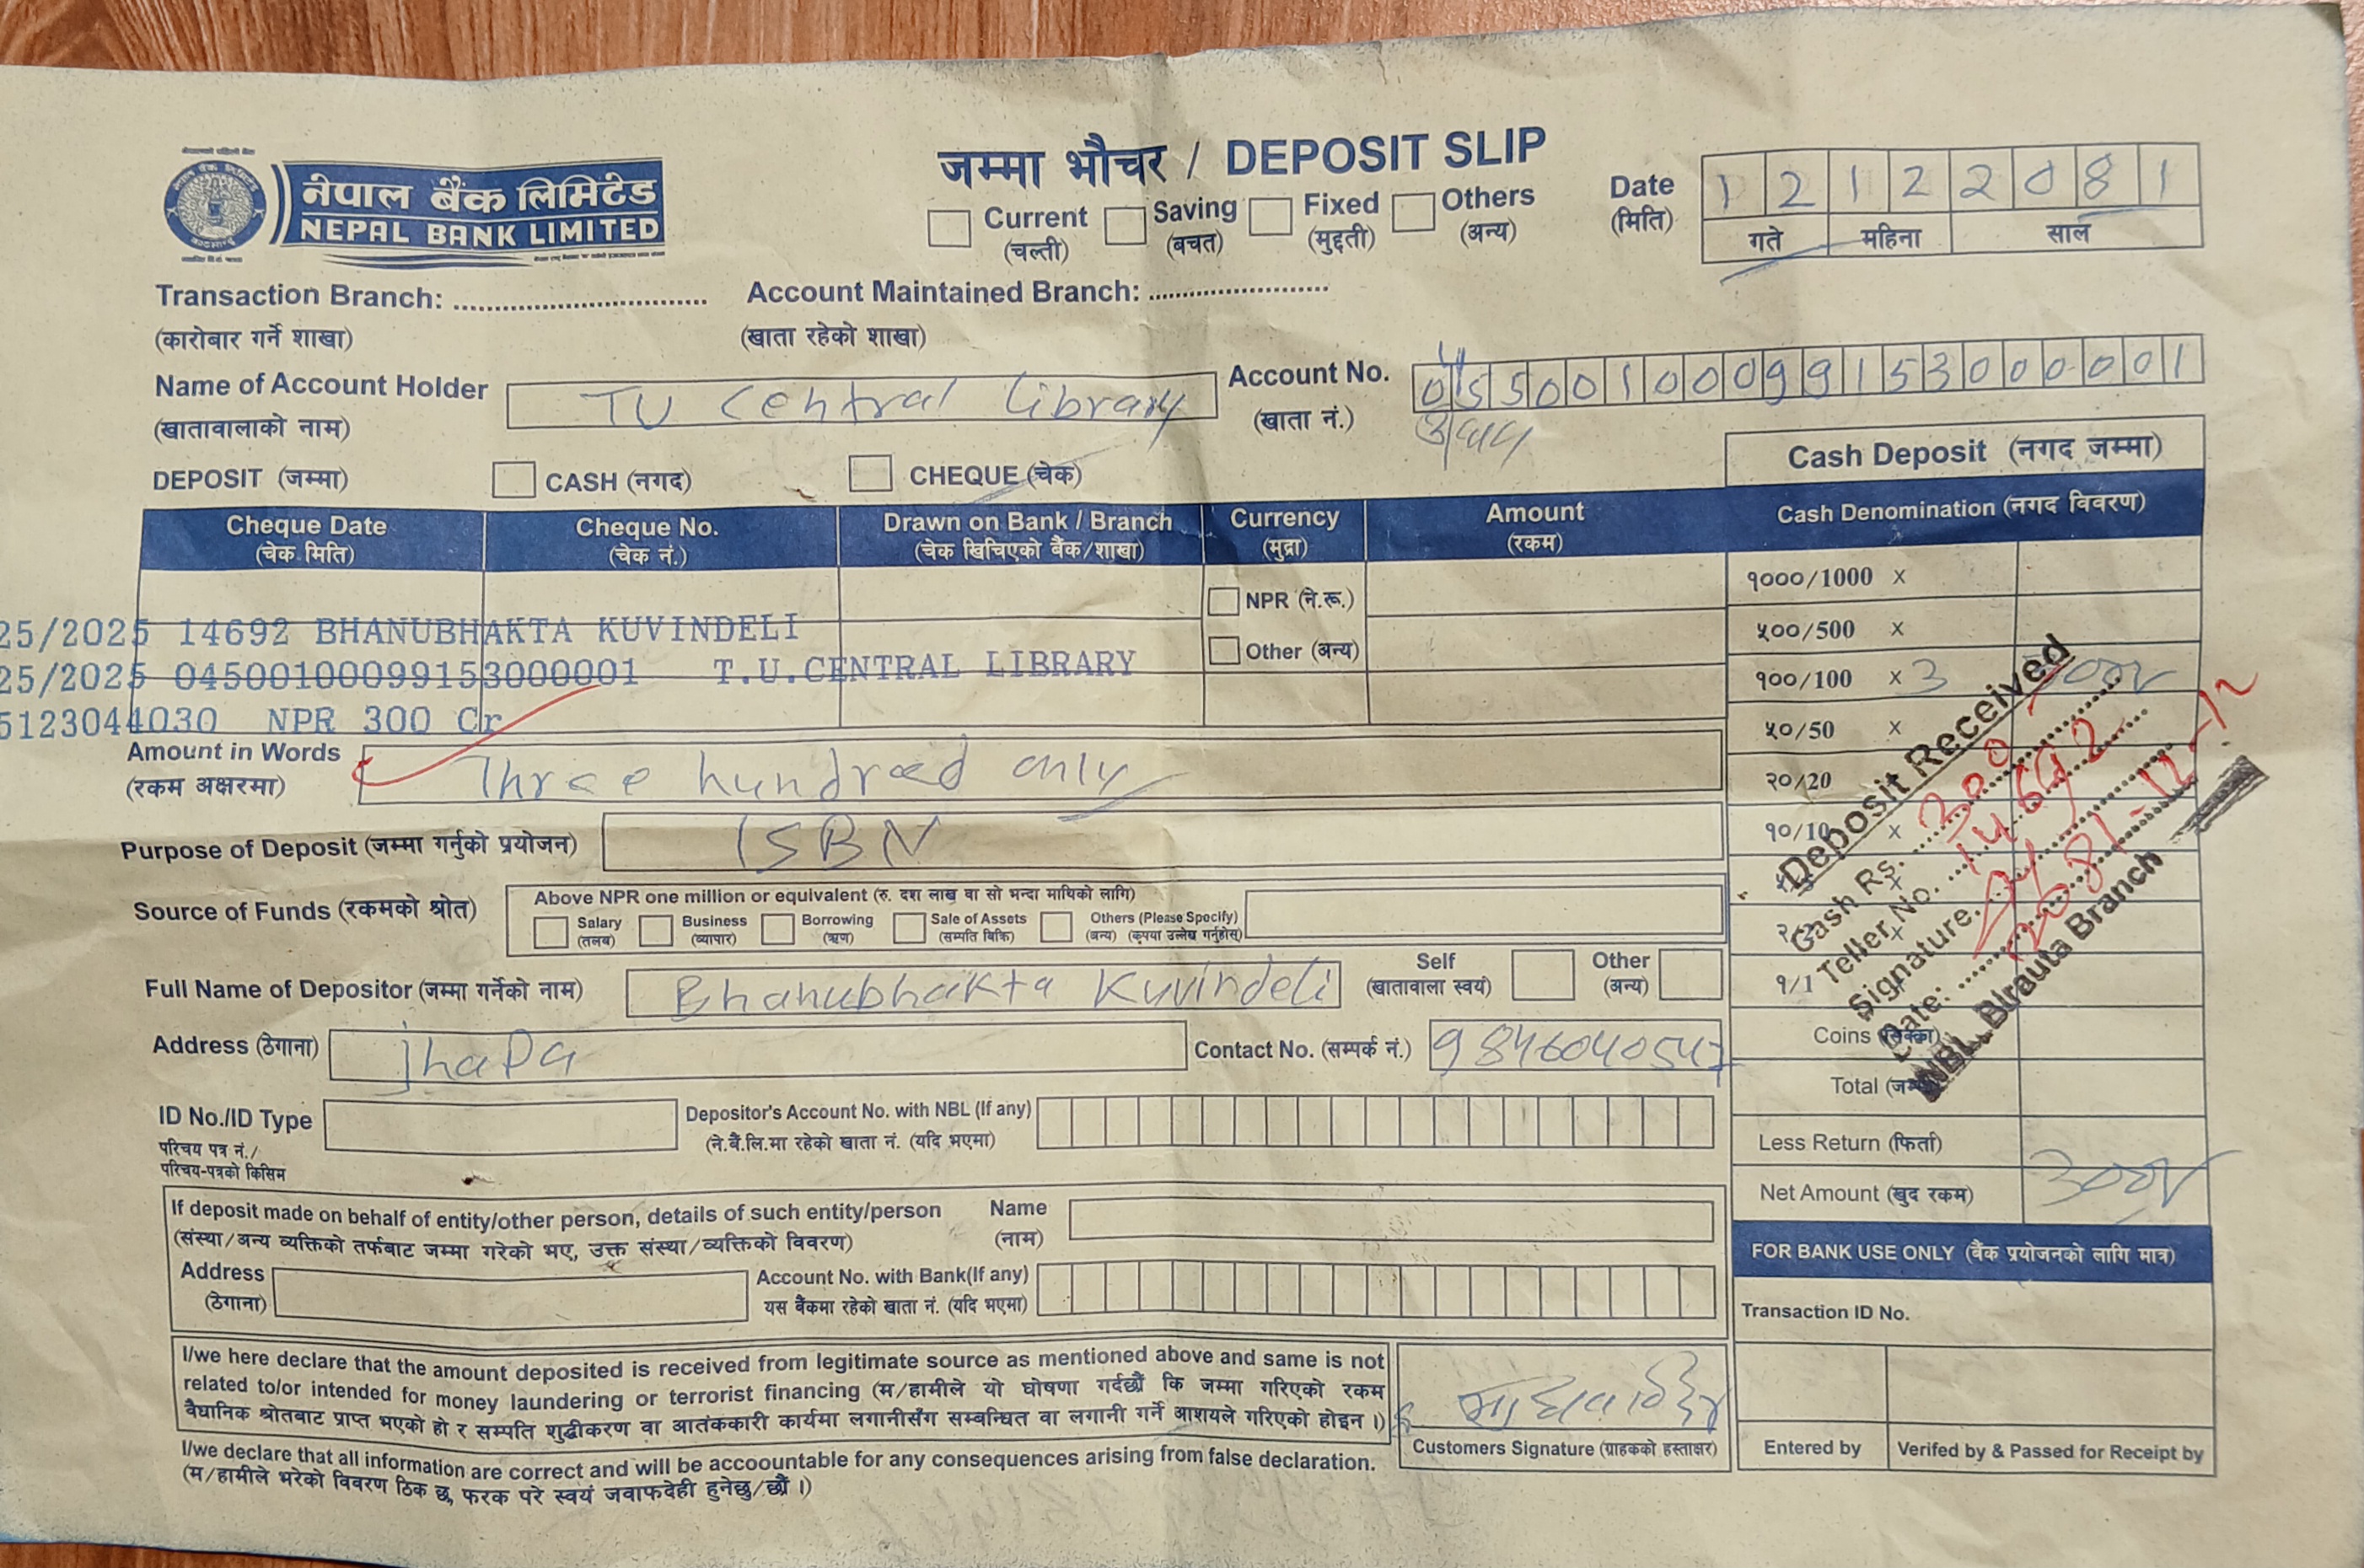 जम्मा भौचर / DEPOSIT SLIP
नेपाल बैंक लिमिटेड
NEPAL BANK LIMITED
Current (चल्ती) Saving (बचत) Fixed (मुद्दती) Others (अन्य)
Date (मिति) 1 2 1 2 2 0 8 1
गते महिना साल
Transaction Branch: Account Maintained Branch:
(कारोबार गर्ने शाखा) (खाता रहेको शाखा)
Name of Account Holder TU Central Library Account No. 05500100099153000001
(खातावालाको नाम) (खाता नं.)
DEPOSIT (जम्मा) CASH (नगद) CHEQUE (चेक)
Cash Deposit (नगद जम्मा)
Cheque Date Cheque No. Drawn on Bank / Branch Currency Amount
(चेक मिति) (चेक नं.) (चेक खिचिएको बैंक/शाखा) (मुद्रा) (रकम)
Cash Denomination (नगद विवरण)
NPR (ने.रू.)
Other (अन्य)
25/2025 14692 BHANUBHAKTA KUVINDELI
25/2025 04500100099153000001 T.U.CENTRAL LIBRARY
5123044030 NPR 300 Cr
१०००/1000 x
५००/500 x
१००/100 x 3
५०/50 x
२०/20
१०/10 x
१/1
Coins
Total
Less Return (फिर्ता)
Net Amount (खुद रकम) 300/-
Deposit Received
Cash Rs. 300
Teller No. 14692
Signature
Date: 2081-12-12
NBL, Birauta Branch
Amount in Words Three hundred only
(रकम अक्षरमा)
Purpose of Deposit (जम्मा गर्नुको प्रयोजन) ISBN
Source of Funds (रकमको श्रोत)
Above NPR one million or equivalent (रु. दश लाख वा सो भन्दा माथिको लागि)
Salary (तलब) Business (व्यापार) Borrowing (ऋण) Sale of Assets (सम्पति बिक्रि) Others (Please Specify) (अन्य) (कृपया उल्लेख गर्नुहोस्)
Full Name of Depositor (जम्मा गर्नेको नाम) Bhanubhakta Kuvindeli
Self (खातावाला स्वयं) Other (अन्य)
Address (ठेगाना) Jhapa Contact No. (सम्पर्क नं.) 9846040547
ID No./ID Type Depositor's Account No. with NBL (If any)
परिचय पत्र नं./ (ने.बैं.लि.मा रहेको खाता नं. (यदि भएमा)
परिचय-पत्रको किसिम
If deposit made on behalf of entity/other person, details of such entity/person Name
(संस्था/अन्य व्यक्तिको तर्फबाट जम्मा गरेको भए, उक्त संस्था/व्यक्तिको विवरण) (नाम)
Address Account No. with Bank(If any)
(ठेगाना) यस बैंकमा रहेको खाता नं. (यदि भएमा)
FOR BANK USE ONLY (बैंक प्रयोजनको लागि मात्र)
Transaction ID No.
I/we here declare that the amount deposited is received from legitimate source as mentioned above and same is not
related to/or intended for money laundering or terrorist financing (म/हामीले यो घोषणा गर्दछौं कि जम्मा गरिएको रकम
वैधानिक श्रोतबाट प्राप्त भएको हो र सम्पति शुद्धीकरण वा आतंककारी कार्यमा लगानीसँग सम्बन्धित वा लगानी गर्ने आशयले गरिएको होइन ।)
I/we declare that all information are correct and will be accoountable for any consequences arising from false declaration.
(म/हामीले भरेको विवरण ठिक छ, फरक परे स्वयं जवाफदेही हुनेछु/छौं ।)
Customers Signature (ग्राहकको हस्ताक्षर)
Entered by Verifed by & Passed for Receipt by